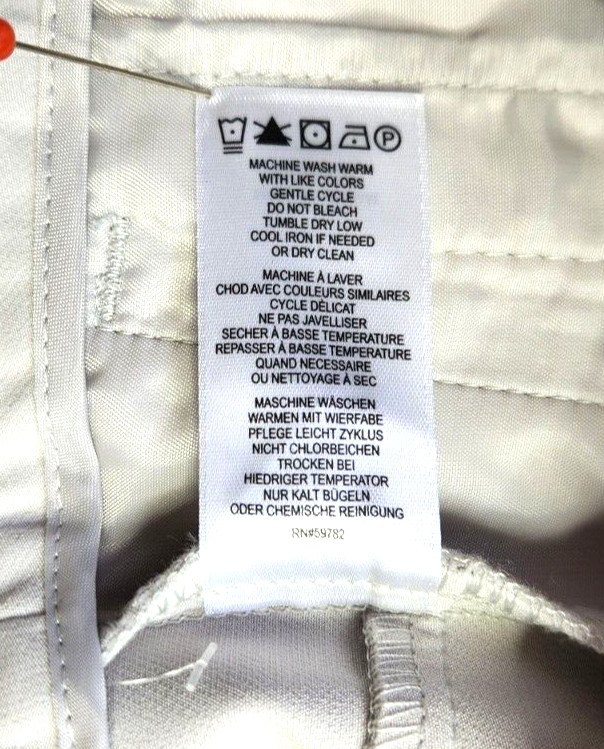 P
MACHINE WASH WARM
WITH LIKE COLORS
GENTLE CYCLE
DO NOT BLEACH
TUMBLE DRY LOW
COOL IRON IF NEEDED
OR DRY CLEAN
MACHINE À LAVER
CHOD AVEC COULEURS SIMILAIRES
CYCLE DÉLICAT
NE PAS JAVELLISER
SECHER À BASSE TEMPERATURE
REPASSER À BASSE TEMPERATURE
QUAND NECESSAIRE
OU NETTOYAGE À SEC
MASCHINE WÄSCHEN
WARMEN MIT WIERFABE
PFLEGE LEICHT ZYKLUS
NICHT CHLORBEICHEN
TROCKEN BEI
HIEDRIGER TEMPERATOR
NUR KALT BÜGELN
ODER CHEMISCHE REINIGUNG
RN#59782